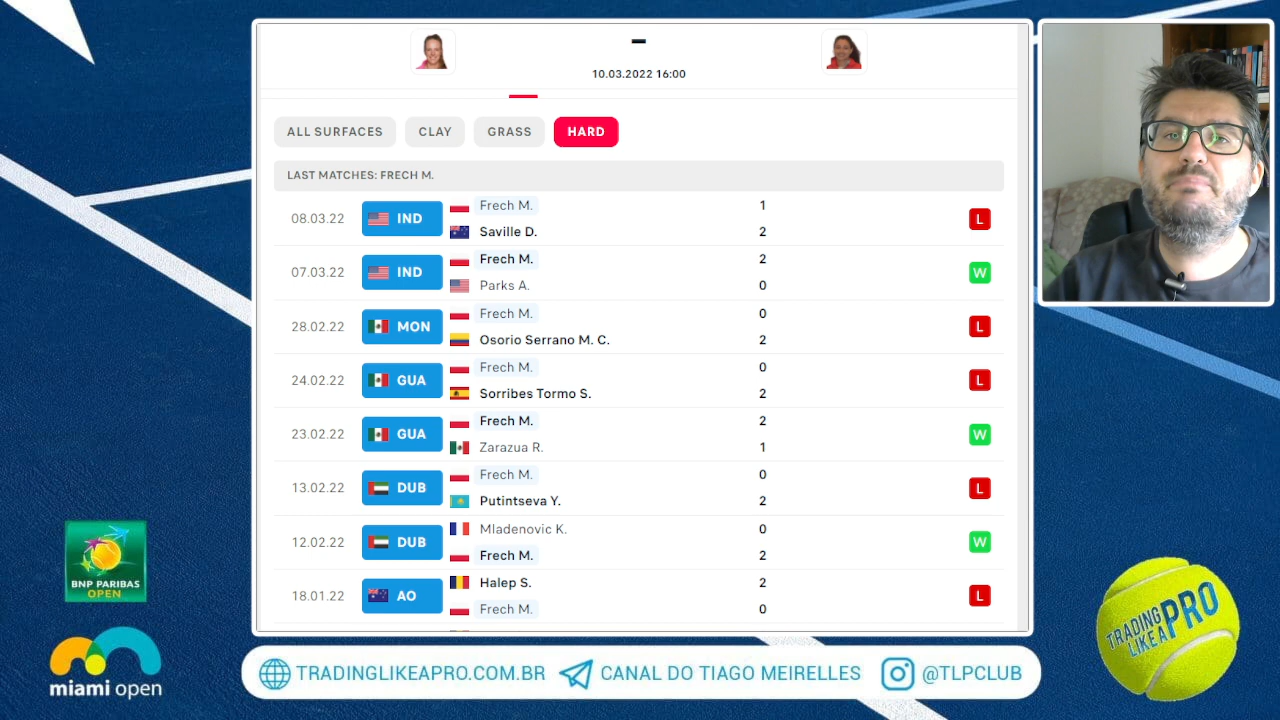 10.03.2022 16:00
ALL SURFACES CLAY GRASS HARD
LAST MATCHES: FRECH M.
08.03.22 IND Frech M. 1 L
Saville D. 2
07.03.22 IND Frech M. 2 W
Parks A. 0
28.02.22 MON Frech M. 0 L
Osorio Serrano M. C. 2
24.02.22 GUA Frech M. 0 L
Sorribes Tormo S. 2
23.02.22 GUA Frech M. 2 W
Zarazua R. 1
13.02.22 DUB Frech M. 0 L
Putintseva Y. 2
12.02.22 DUB Mladenovic K. 0 W
Frech M. 2
18.01.22 AO Halep S. 2 L
Frech M. 0
BNP PARIBAS
OPEN
miami open
TRADING
LIKE A
PRO
TRADINGLIKEAPRO.COM.BR CANAL DO TIAGO MEIRELLES @TLPCLUB